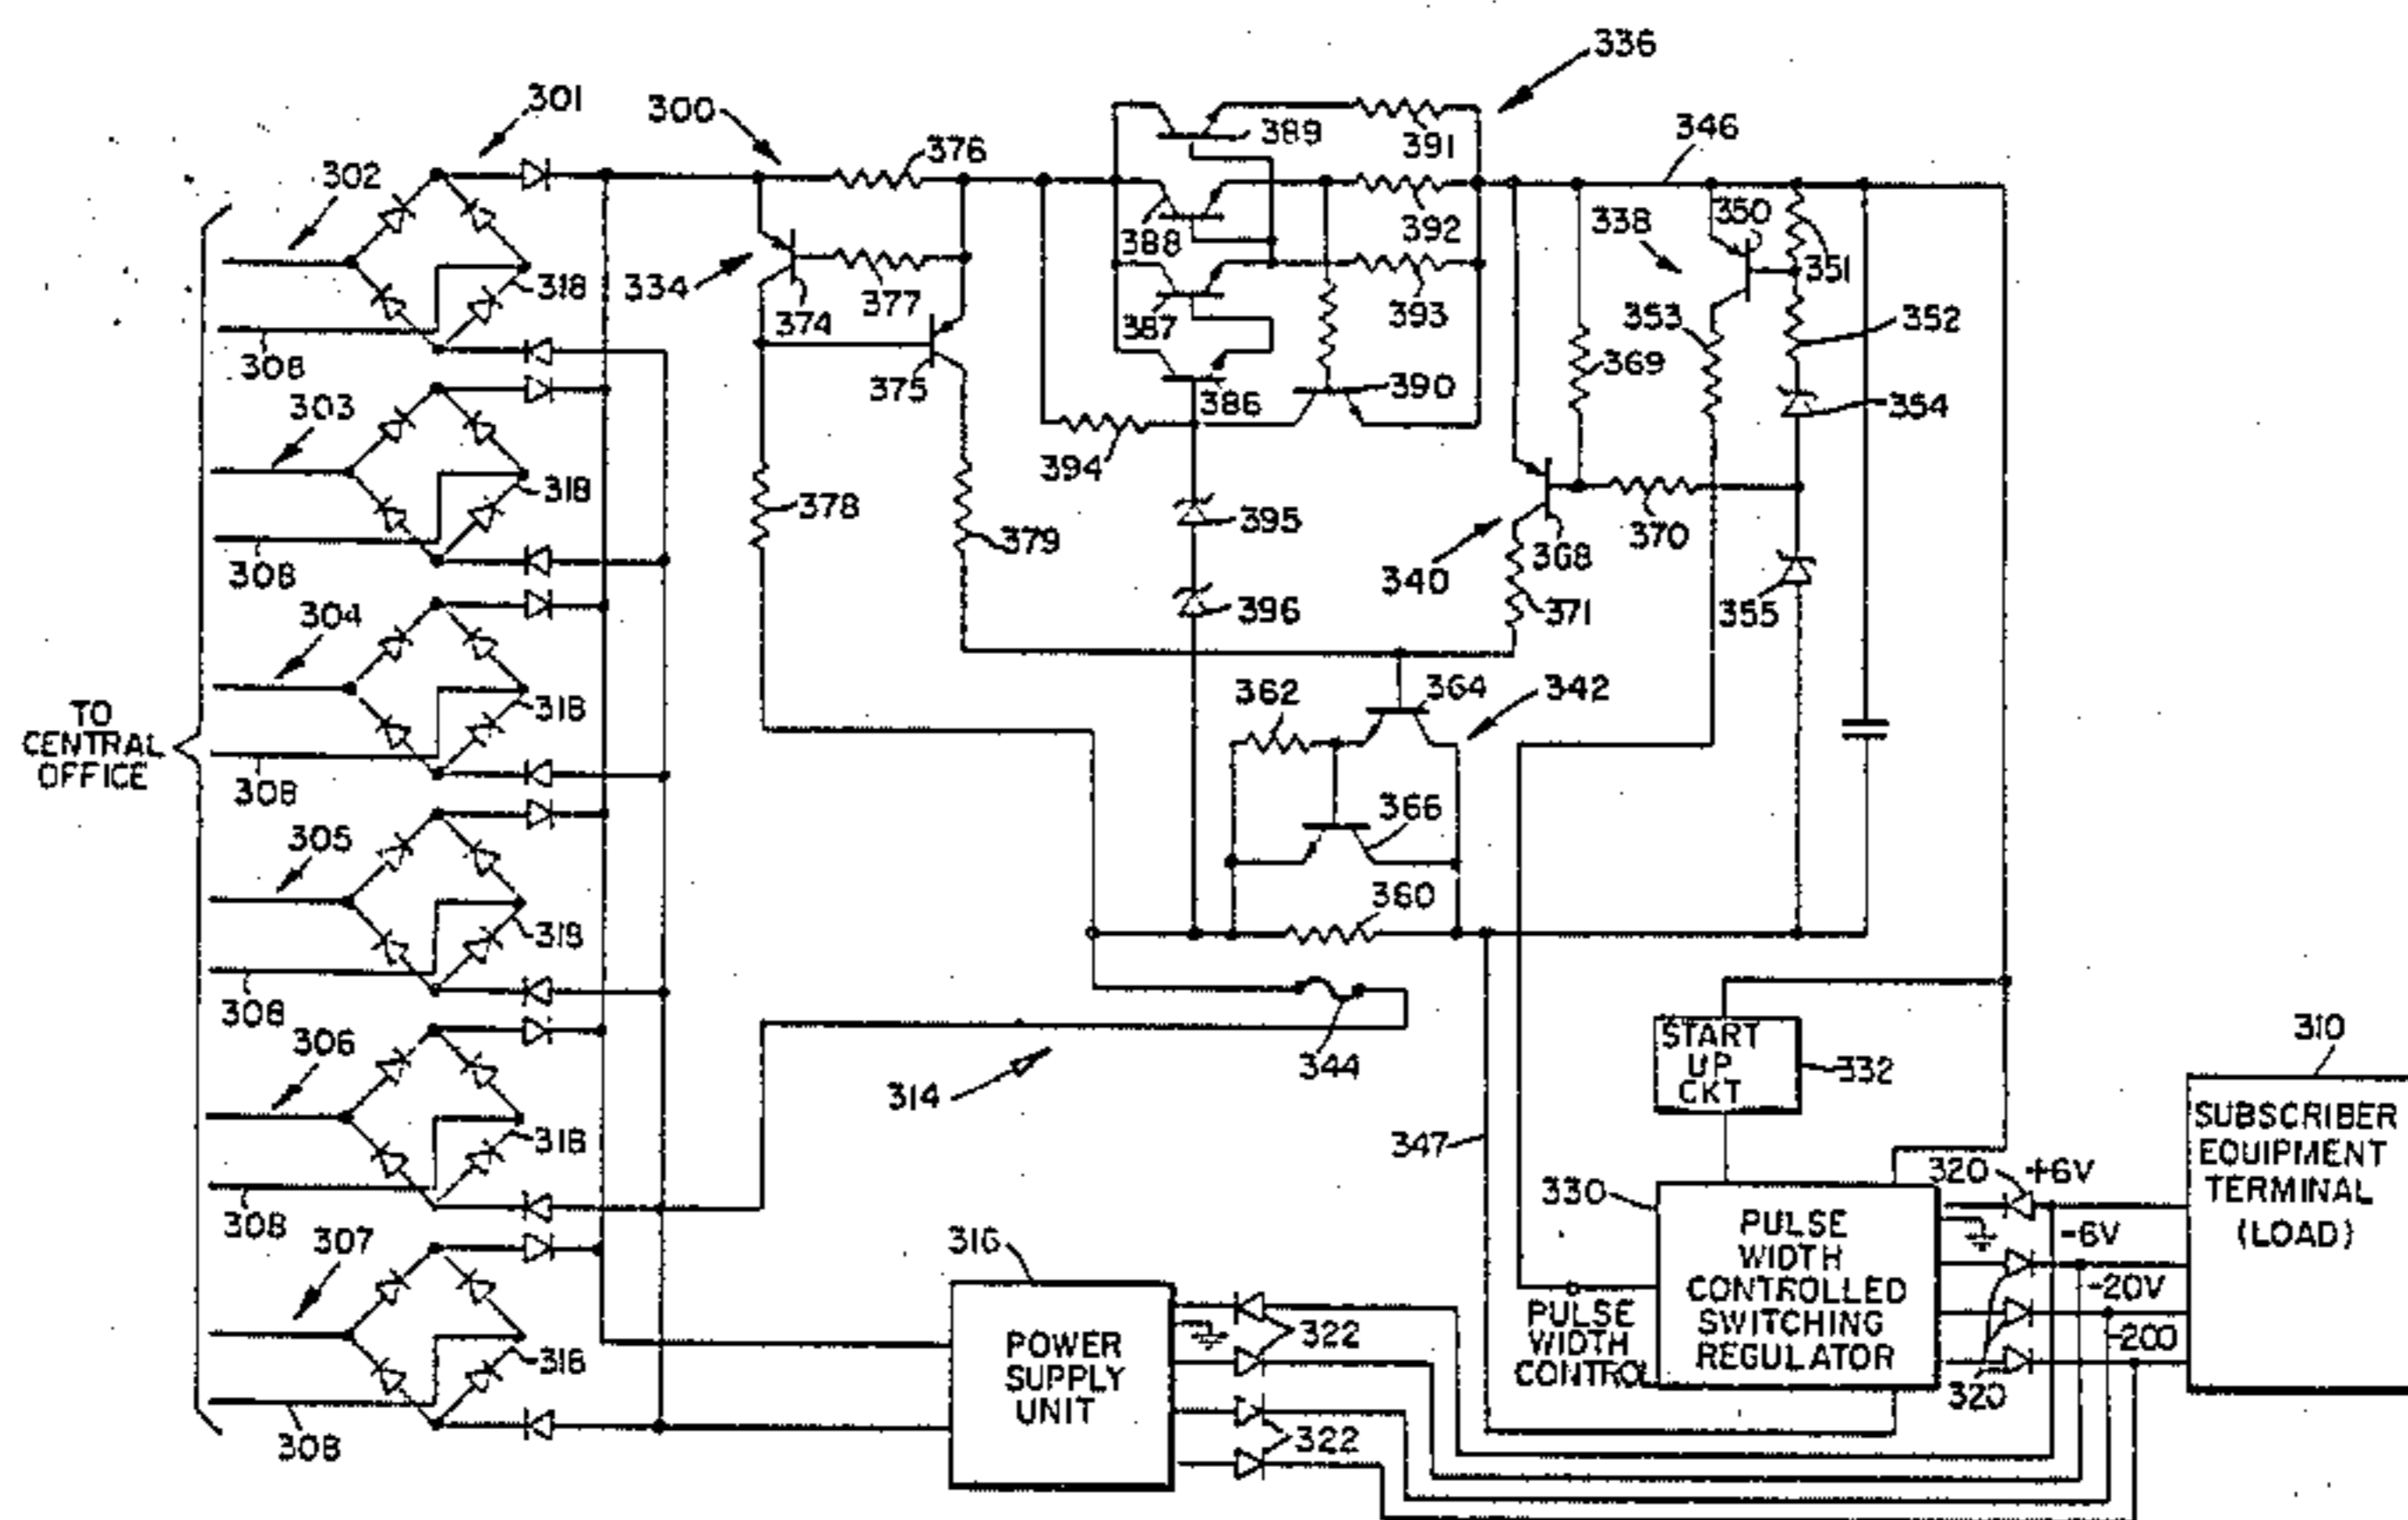 336
301
300
389
391
346
302
376
388
392
350
338
351
318
334
374
377
387
393
353
352
308
375
386
390
369
354
303
394
318
378
379
395
368
370
308
340
355
371
304
396
362
364
342
318
TO
CENTRAL
OFFICE
308
366
305
360
318
308
344
START
UP
CKT
332
310
306
314
SUBSCRIBER
EQUIPMENT
TERMINAL
(LOAD)
318
347
330
320
+6V
308
-6V
307
316
PULSE
WIDTH
CONTROLLED
SWITCHING
REGULATOR
-20V
-200
PULSE
WIDTH
CONTROL
POWER
SUPPLY
UNIT
322
318
320
308
322